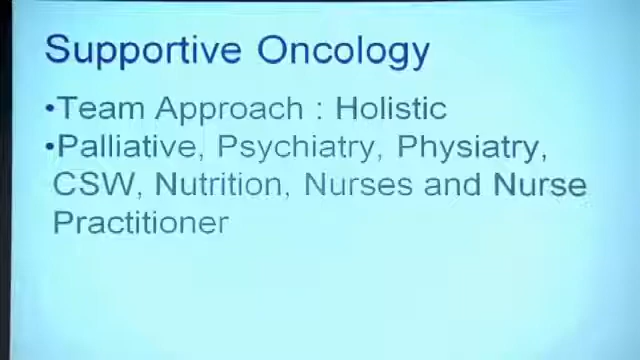 Supportive Oncology
•Team Approach : Holistic
•Palliative, Psychiatry, Physiatry,
CSW, Nutrition, Nurses and Nurse
Practitioner